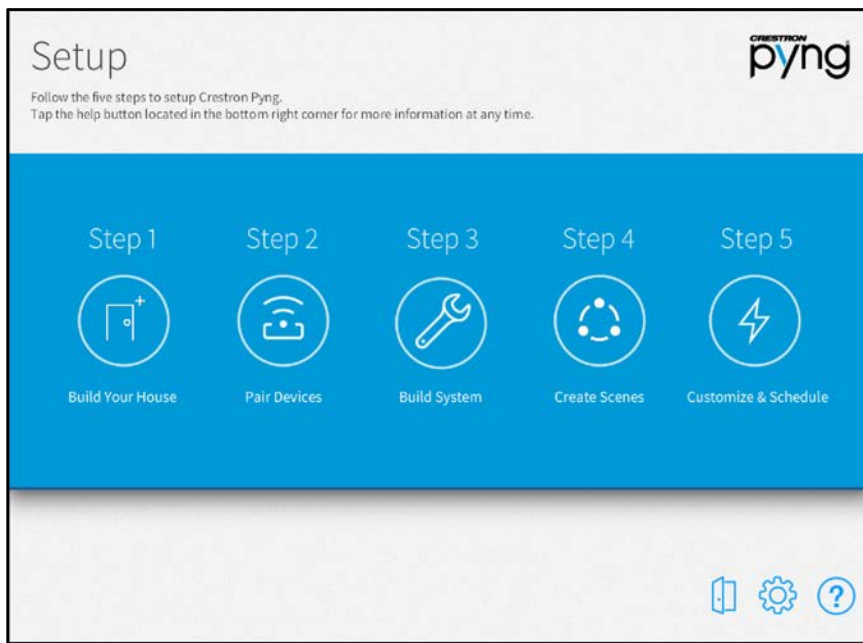 Setup
CRESTRON
pyng
Follow the five steps to setup Crestron Pyng.
Tap the help button located in the bottom right corner for more information at any time.
Step 1
Step 2
Step 3
Step 4
Step 5
Build Your House
Pair Devices
Build System
Create Scenes
Customize & Schedule
?